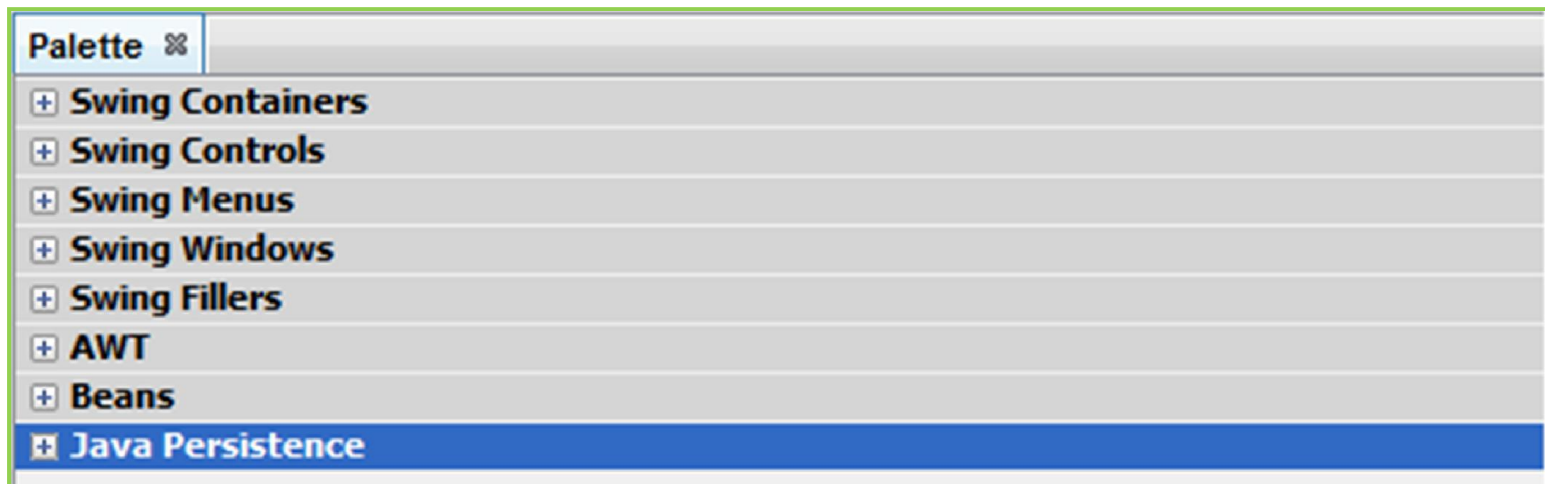 Palette
Swing Containers
Swing Controls
Swing Menus
Swing Windows
Swing Fillers
AWT
Beans
Java Persistence